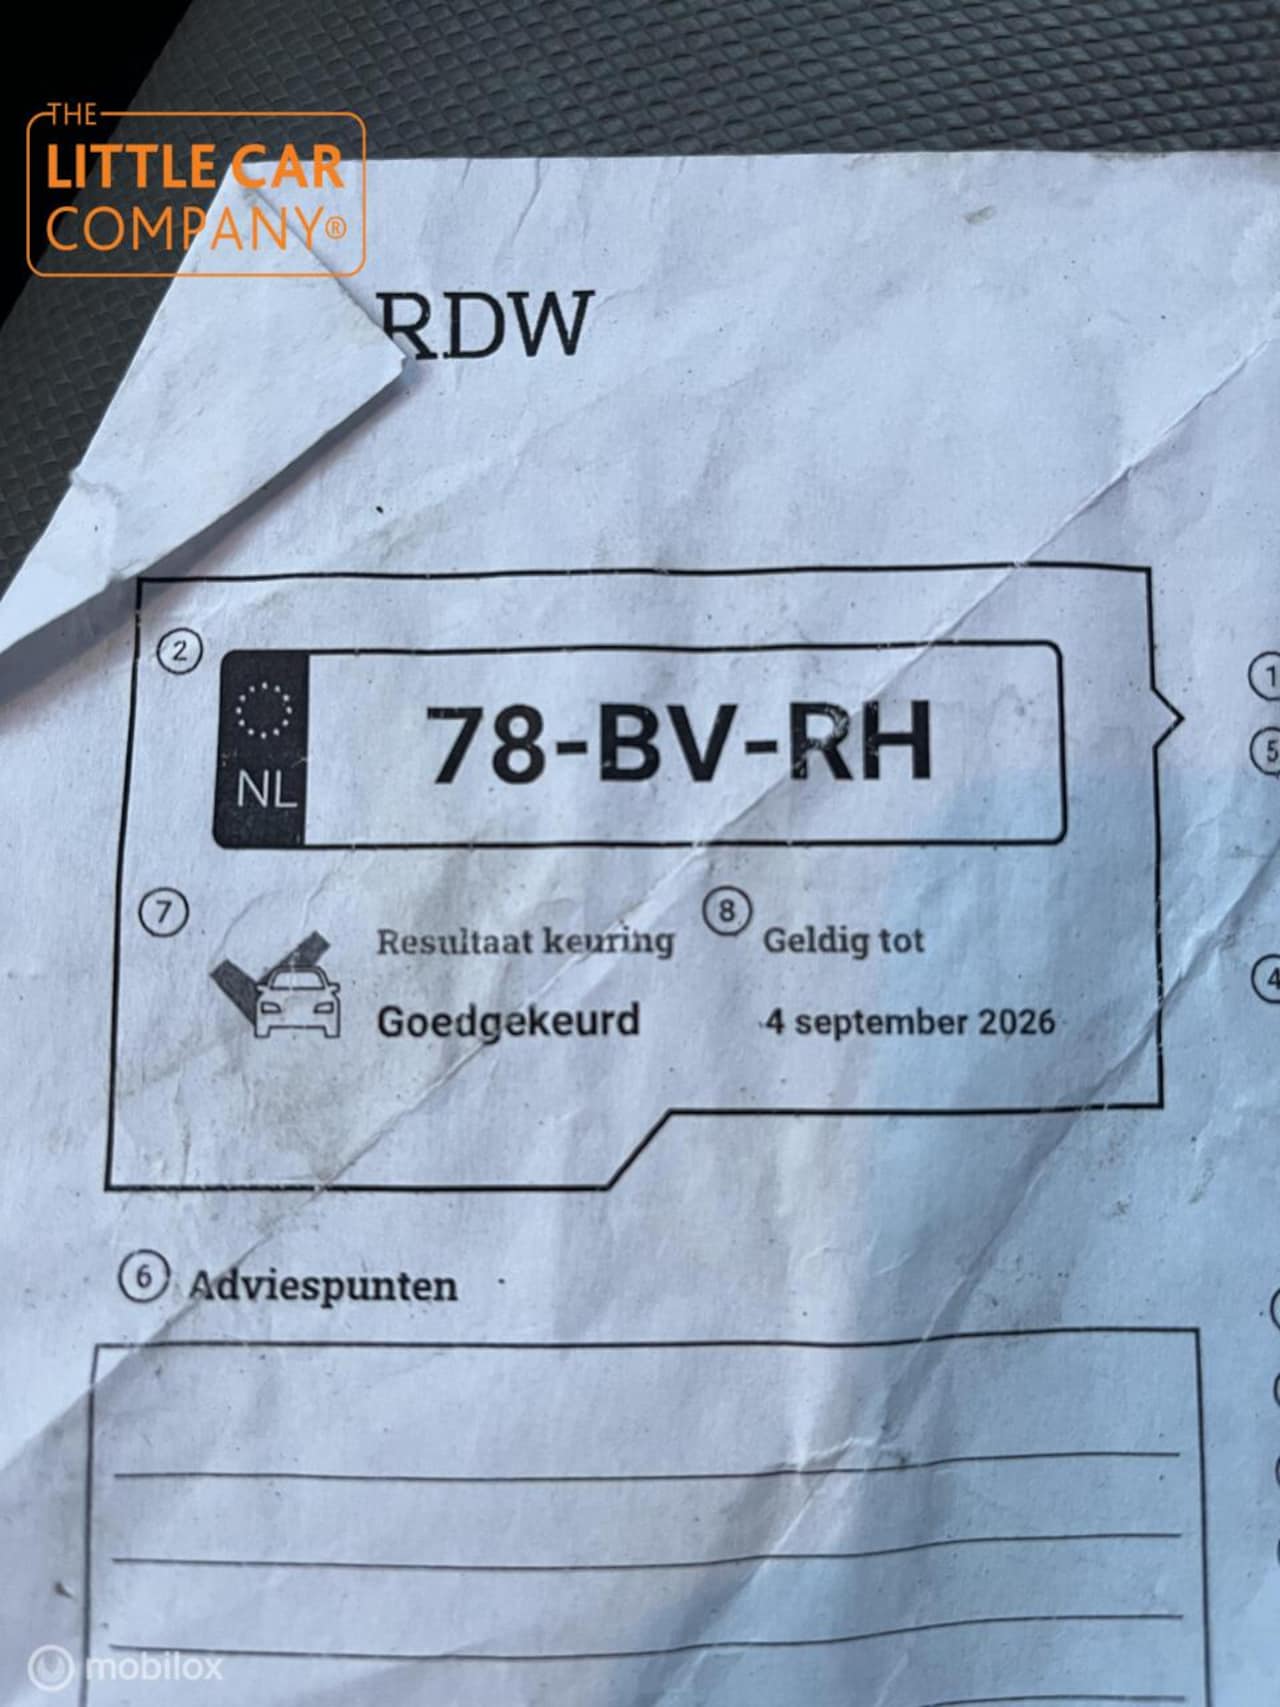 THE
LITTLE CAR
COMPANY®
RDW
2
NL
78-BV-RH
1
5
7
Resultaat keuring
8
Geldig tot
4
Goedgekeurd
4 september 2026
6 Adviespunten
mobilox